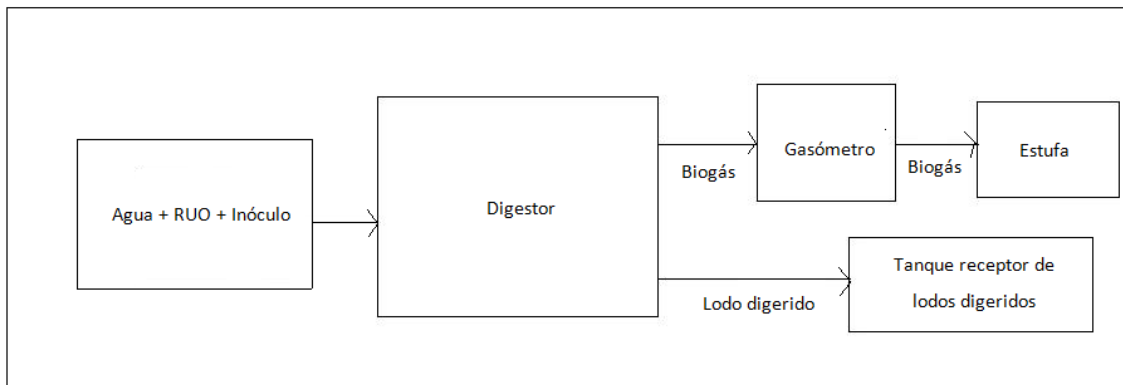 Agua + RUO + Inóculo
Digestor
Biogás
Gasómetro
Biogás
Estufa
Lodo digerido
Tanque receptor de
lodos digeridos